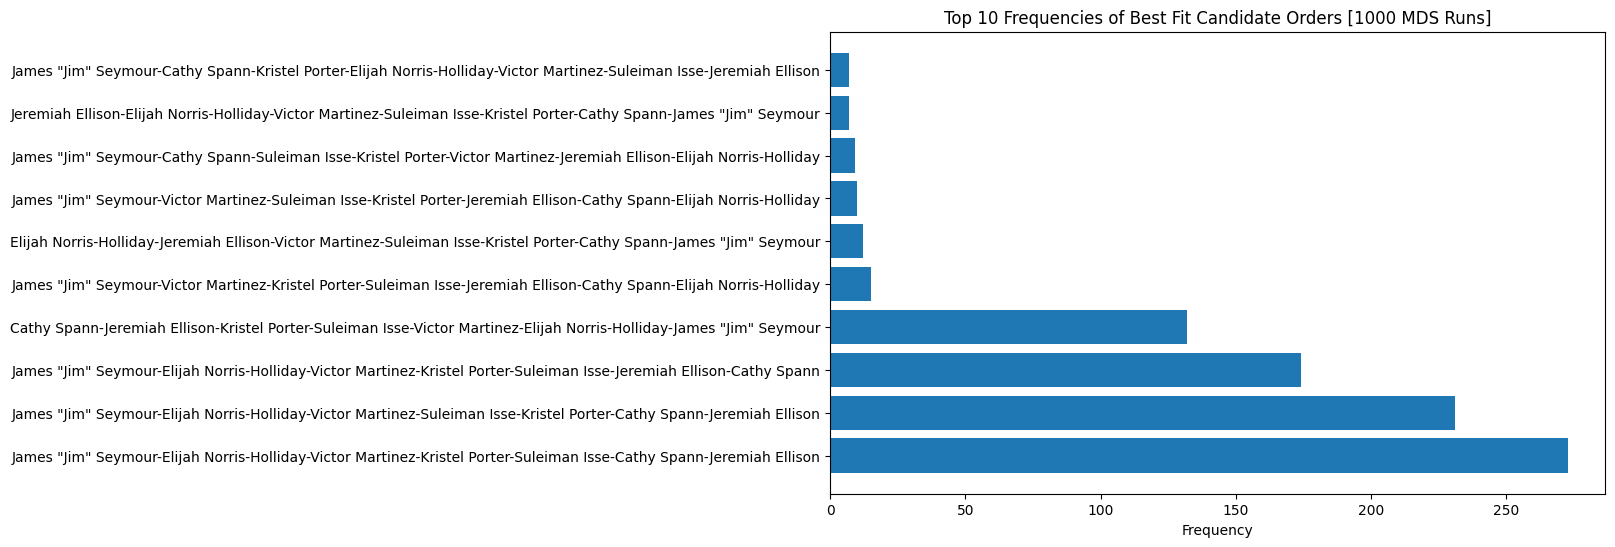 Top 10 Frequencies of Best Fit Candidate Orders [1000 MDS Runs]
James "Jim" Seymour-Cathy Spann-Kristel Porter-Elijah Norris-Holliday-Victor Martinez-Suleiman Isse-Jeremiah Ellison
Jeremiah Ellison-Elijah Norris-Holliday-Victor Martinez-Suleiman Isse-Kristel Porter-Cathy Spann-James "Jim" Seymour
James "Jim" Seymour-Cathy Spann-Suleiman Isse-Kristel Porter-Victor Martinez-Jeremiah Ellison-Elijah Norris-Holliday
James "Jim" Seymour-Victor Martinez-Suleiman Isse-Kristel Porter-Jeremiah Ellison-Cathy Spann-Elijah Norris-Holliday
Elijah Norris-Holliday-Jeremiah Ellison-Victor Martinez-Suleiman Isse-Kristel Porter-Cathy Spann-James "Jim" Seymour
James "Jim" Seymour-Victor Martinez-Kristel Porter-Suleiman Isse-Jeremiah Ellison-Cathy Spann-Elijah Norris-Holliday
Cathy Spann-Jeremiah Ellison-Kristel Porter-Suleiman Isse-Victor Martinez-Elijah Norris-Holliday-James "Jim" Seymour
James "Jim" Seymour-Elijah Norris-Holliday-Victor Martinez-Kristel Porter-Suleiman Isse-Jeremiah Ellison-Cathy Spann
James "Jim" Seymour-Elijah Norris-Holliday-Victor Martinez-Suleiman Isse-Kristel Porter-Cathy Spann-Jeremiah Ellison
James "Jim" Seymour-Elijah Norris-Holliday-Victor Martinez-Kristel Porter-Suleiman Isse-Cathy Spann-Jeremiah Ellison
0 50 100 150 200 250
Frequency